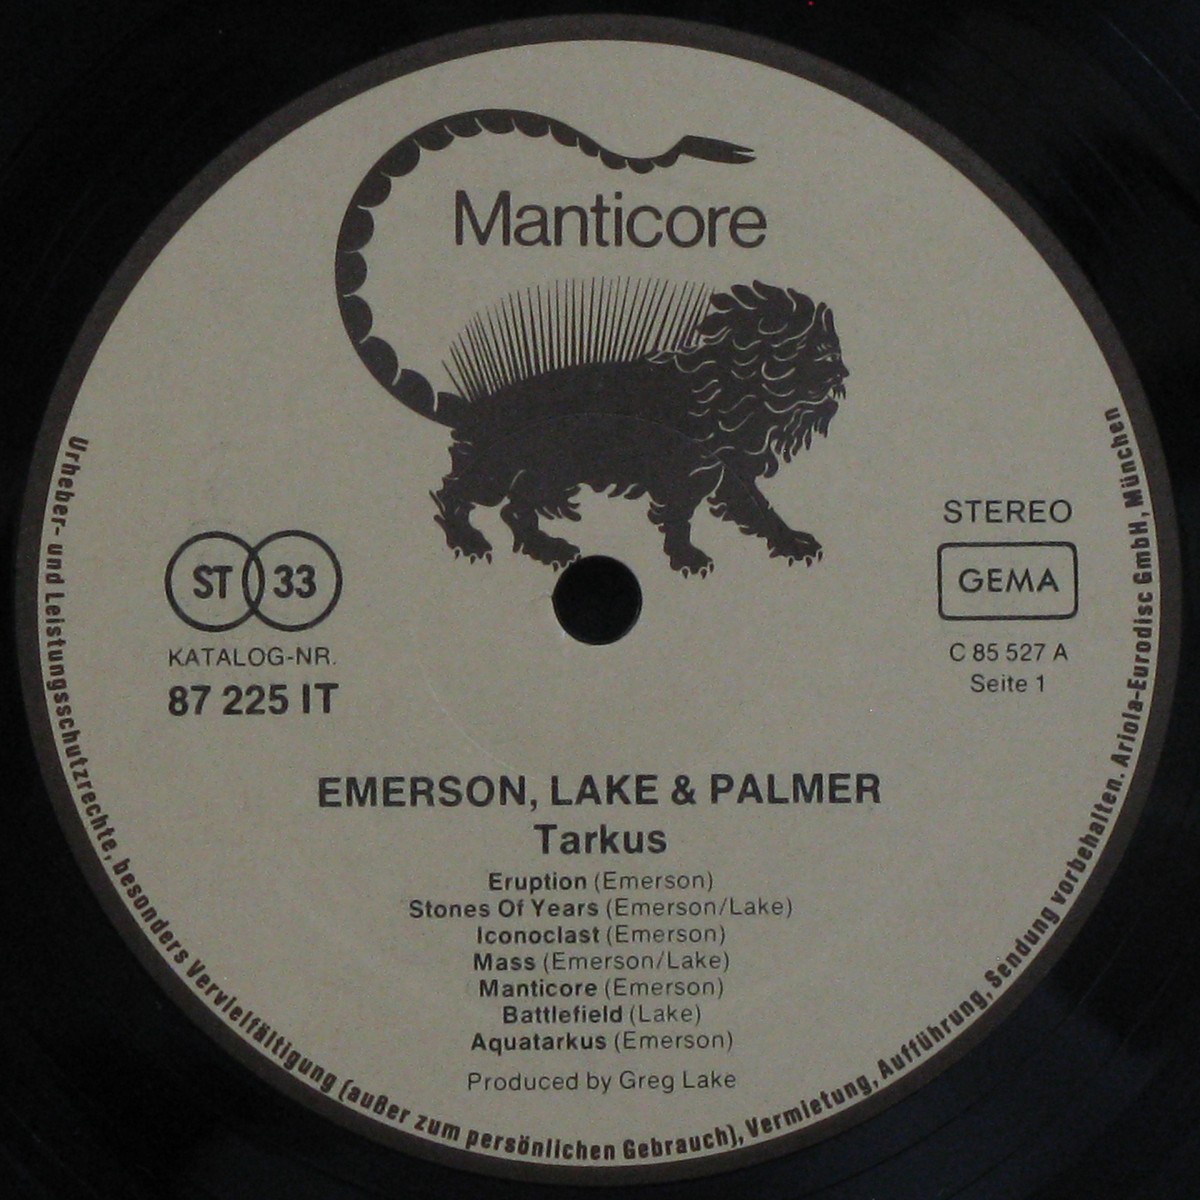 Manticore
STEREO
GEMA
C 85 527 A
Seite 1
ST 33
KATALOG-NR.
87 225 IT
EMERSON, LAKE & PALMER
Tarkus
Eruption (Emerson)
Stones Of Years (Emerson/Lake)
Iconoclast (Emerson)
Mass (Emerson/Lake)
Manticore (Emerson)
Battlefield (Lake)
Aquatarkus (Emerson)
Produced by Greg Lake
Urheber- und Leistungsschutzrechte, besonders Vervielfältigung (außer zum persönlichen Gebrauch), Vermietung, Aufführung, Sendung vorbehalten. Ariola-Eurodisc GmbH, München